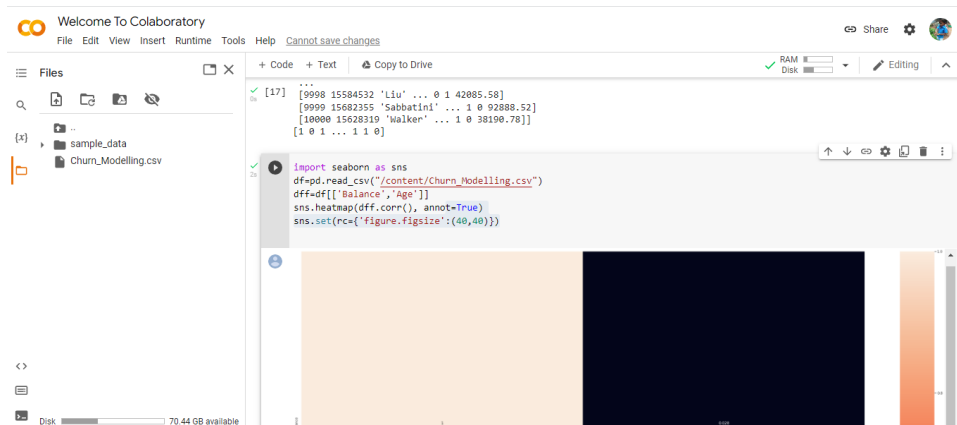 Welcome To Colaboratory
File Edit View Insert Runtime Tools Help Cannot save changes
Share
+ Code + Text Copy to Drive
RAM
Disk
Editing
Files
..
sample_data
Churn_Modelling.csv
{x}
<>
Disk 70.44 GB available
[17]
0s
...
[9998 15584532 'Liu' ... 0 1 42085.58]
[9999 15682355 'Sabbatini' ... 1 0 92888.52]
[10000 15628319 'Walker' ... 1 0 38190.78]]
[1 0 1 ... 1 1 0]
2s
import seaborn as sns
df=pd.read_csv("/content/Churn_Modelling.csv")
dff=df[['Balance','Age']]
sns.heatmap(dff.corr(), annot=True)
sns.set(rc={'figure.figsize':(40,40)})